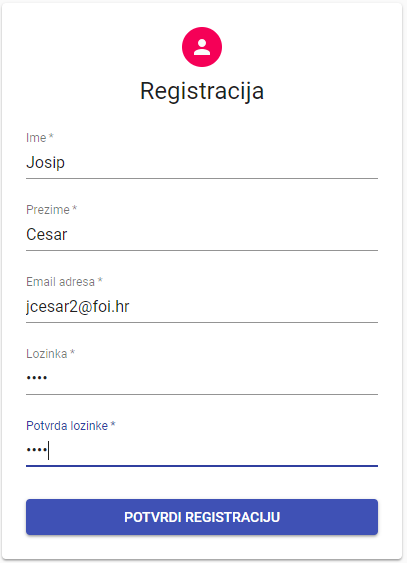 Registracija
Ime *
Josip
Prezime *
Cesar
Email adresa *
jcesar2@foi.hr
Lozinka *
••••
Potvrda lozinke *
••••
POTVRDI REGISTRACIJU